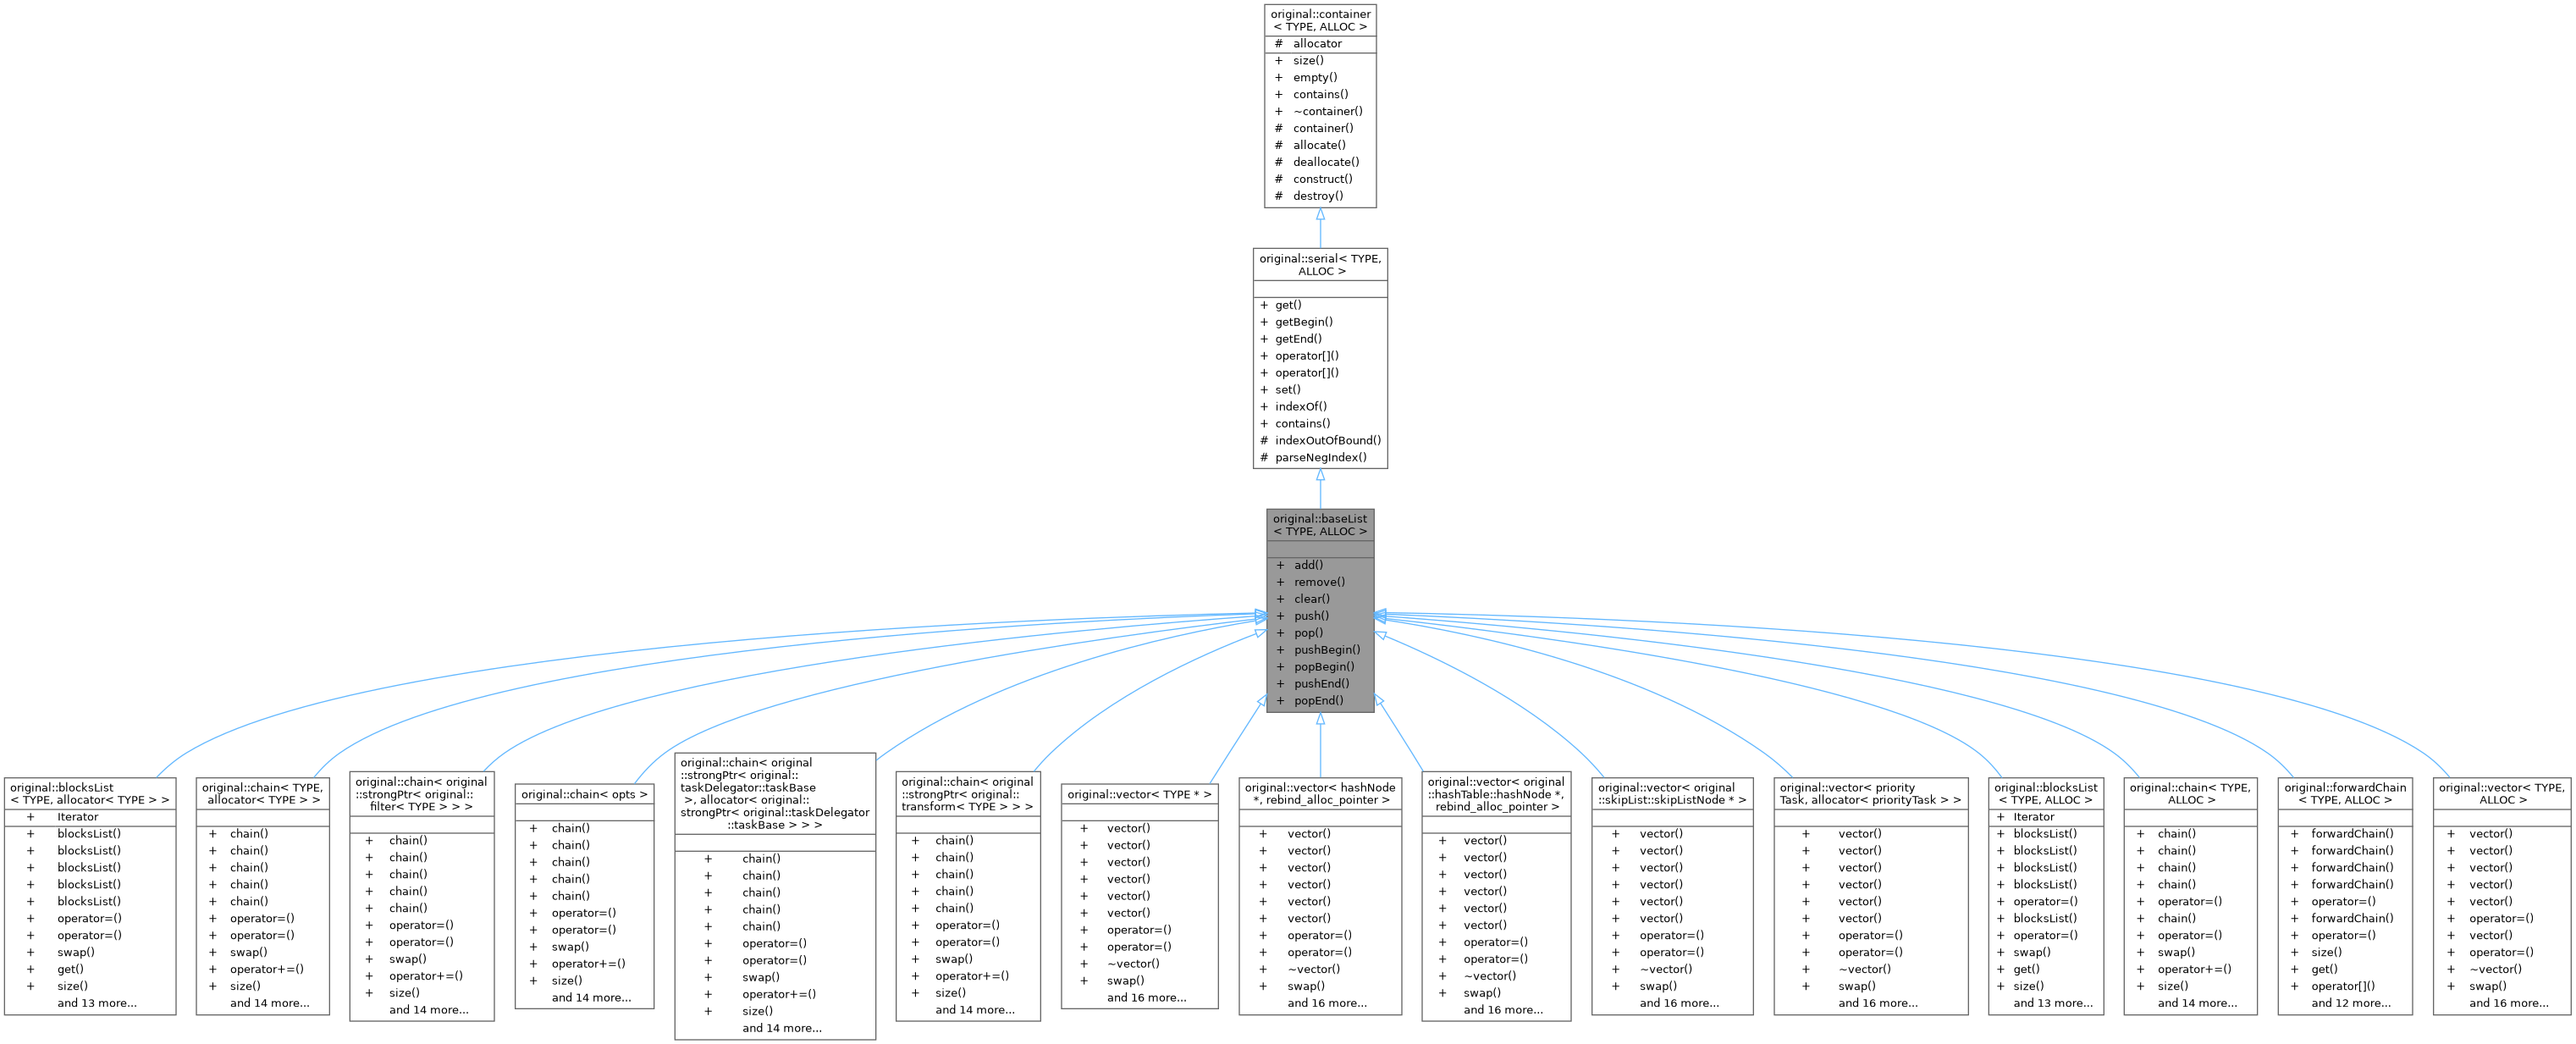 original::container
< TYPE, ALLOC >
# allocator
+ size()
+ empty()
+ contains()
+ ~container()
# container()
# allocate()
# deallocate()
# construct()
# destroy()
original::serial< TYPE,
ALLOC >
+ get()
+ getBegin()
+ getEnd()
+ operator[]()
+ operator[]()
+ set()
+ indexOf()
+ contains()
# indexOutOfBound()
# parseNegIndex()
original::baseList
< TYPE, ALLOC >
+ add()
+ remove()
+ clear()
+ push()
+ pop()
+ pushBegin()
+ popBegin()
+ pushEnd()
+ popEnd()
original::blocksList
< TYPE, allocator< TYPE > >
+ Iterator
+ blocksList()
+ blocksList()
+ blocksList()
+ blocksList()
+ blocksList()
+ operator=()
+ operator=()
+ swap()
+ get()
+ size()
and 13 more...
original::chain< TYPE,
allocator< TYPE > >
+ chain()
+ chain()
+ chain()
+ chain()
+ chain()
+ operator=()
+ operator=()
+ swap()
+ operator+=()
+ size()
and 14 more...
original::chain< original
::strongPtr< original::
filter< TYPE > > >
+ chain()
+ chain()
+ chain()
+ chain()
+ chain()
+ operator=()
+ operator=()
+ swap()
+ operator+=()
+ size()
and 14 more...
original::chain< opts >
+ chain()
+ chain()
+ chain()
+ chain()
+ chain()
+ operator=()
+ operator=()
+ swap()
+ operator+=()
+ size()
and 14 more...
original::chain< original
::strongPtr< original::
taskDelegator::taskBase
>, allocator< original::
strongPtr< original::taskDelegator
::taskBase > > >
+ chain()
+ chain()
+ chain()
+ chain()
+ chain()
+ operator=()
+ operator=()
+ swap()
+ operator+=()
+ size()
and 14 more...
original::chain< original
::strongPtr< original::
transform< TYPE > > >
+ chain()
+ chain()
+ chain()
+ chain()
+ chain()
+ operator=()
+ operator=()
+ swap()
+ operator+=()
+ size()
and 14 more...
original::vector< TYPE * >
+ vector()
+ vector()
+ vector()
+ vector()
+ vector()
+ vector()
+ operator=()
+ operator=()
+ ~vector()
+ swap()
and 16 more...
original::vector< hashNode
*, rebind_alloc_pointer >
+ vector()
+ vector()
+ vector()
+ vector()
+ vector()
+ vector()
+ operator=()
+ operator=()
+ ~vector()
+ swap()
and 16 more...
original::vector< original
::hashTable::hashNode *,
rebind_alloc_pointer >
+ vector()
+ vector()
+ vector()
+ vector()
+ vector()
+ vector()
+ operator=()
+ operator=()
+ ~vector()
+ swap()
and 16 more...
original::vector< original
::skipList::skipListNode * >
+ vector()
+ vector()
+ vector()
+ vector()
+ vector()
+ vector()
+ operator=()
+ operator=()
+ ~vector()
+ swap()
and 16 more...
original::vector< priority
Task, allocator< priorityTask > >
+ vector()
+ vector()
+ vector()
+ vector()
+ vector()
+ vector()
+ operator=()
+ operator=()
+ ~vector()
+ swap()
and 16 more...
original::blocksList
< TYPE, ALLOC >
+ Iterator
+ blocksList()
+ blocksList()
+ blocksList()
+ blocksList()
+ operator=()
+ blocksList()
+ operator=()
+ swap()
+ get()
+ size()
and 13 more...
original::chain< TYPE,
ALLOC >
+ chain()
+ chain()
+ chain()
+ chain()
+ operator=()
+ chain()
+ operator=()
+ swap()
+ operator+=()
+ size()
and 14 more...
original::forwardChain
< TYPE, ALLOC >
+ forwardChain()
+ forwardChain()
+ forwardChain()
+ forwardChain()
+ operator=()
+ forwardChain()
+ operator=()
+ size()
+ get()
+ operator[]()
and 12 more...
original::vector< TYPE,
ALLOC >
+ vector()
+ vector()
+ vector()
+ vector()
+ vector()
+ operator=()
+ vector()
+ operator=()
+ ~vector()
+ swap()
and 16 more...